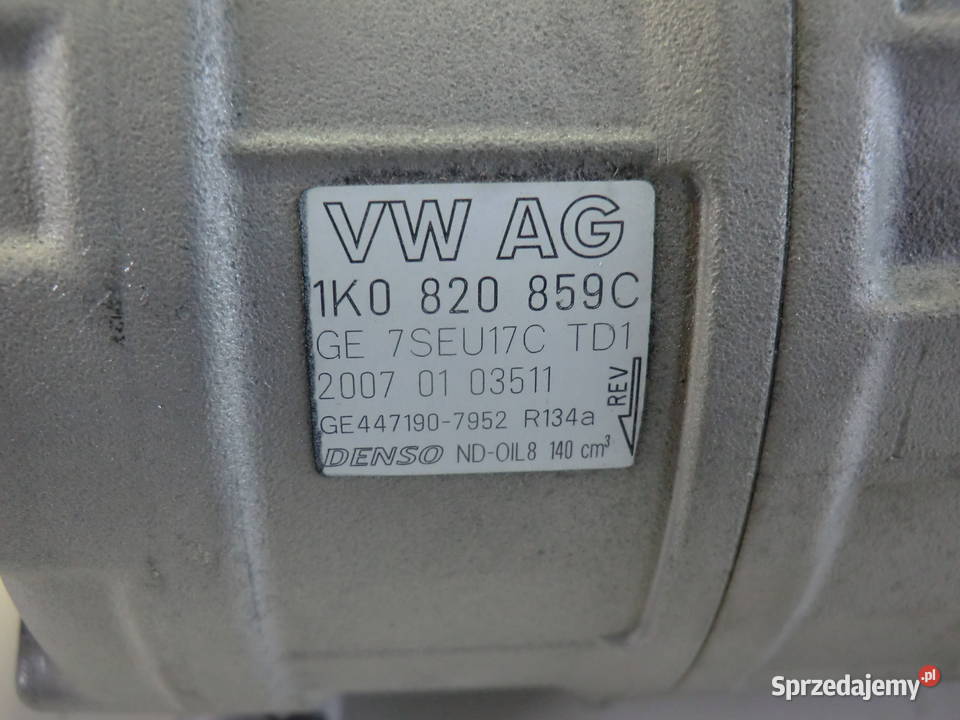 VW AG
1K0 820 859C
GE 7SEU17C TD1
2007 01 03511
REV
GE447190-7952 R134a
DENSO ND-OIL8 140 cm³
Sprzedajemy.pl